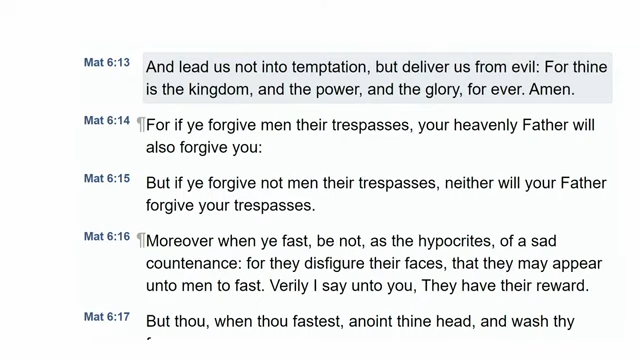 Mat 6:13 And lead us not into temptation, but deliver us from evil: For thine
is the kingdom, and the power, and the glory, for ever. Amen.
Mat 6:14 ¶For if ye forgive men their trespasses, your heavenly Father will
also forgive you:
Mat 6:15 But if ye forgive not men their trespasses, neither will your Father
forgive your trespasses.
Mat 6:16 ¶Moreover when ye fast, be not, as the hypocrites, of a sad
countenance: for they disfigure their faces, that they may appear
unto men to fast. Verily I say unto you, They have their reward.
Mat 6:17 But thou, when thou fastest, anoint thine head, and wash thy